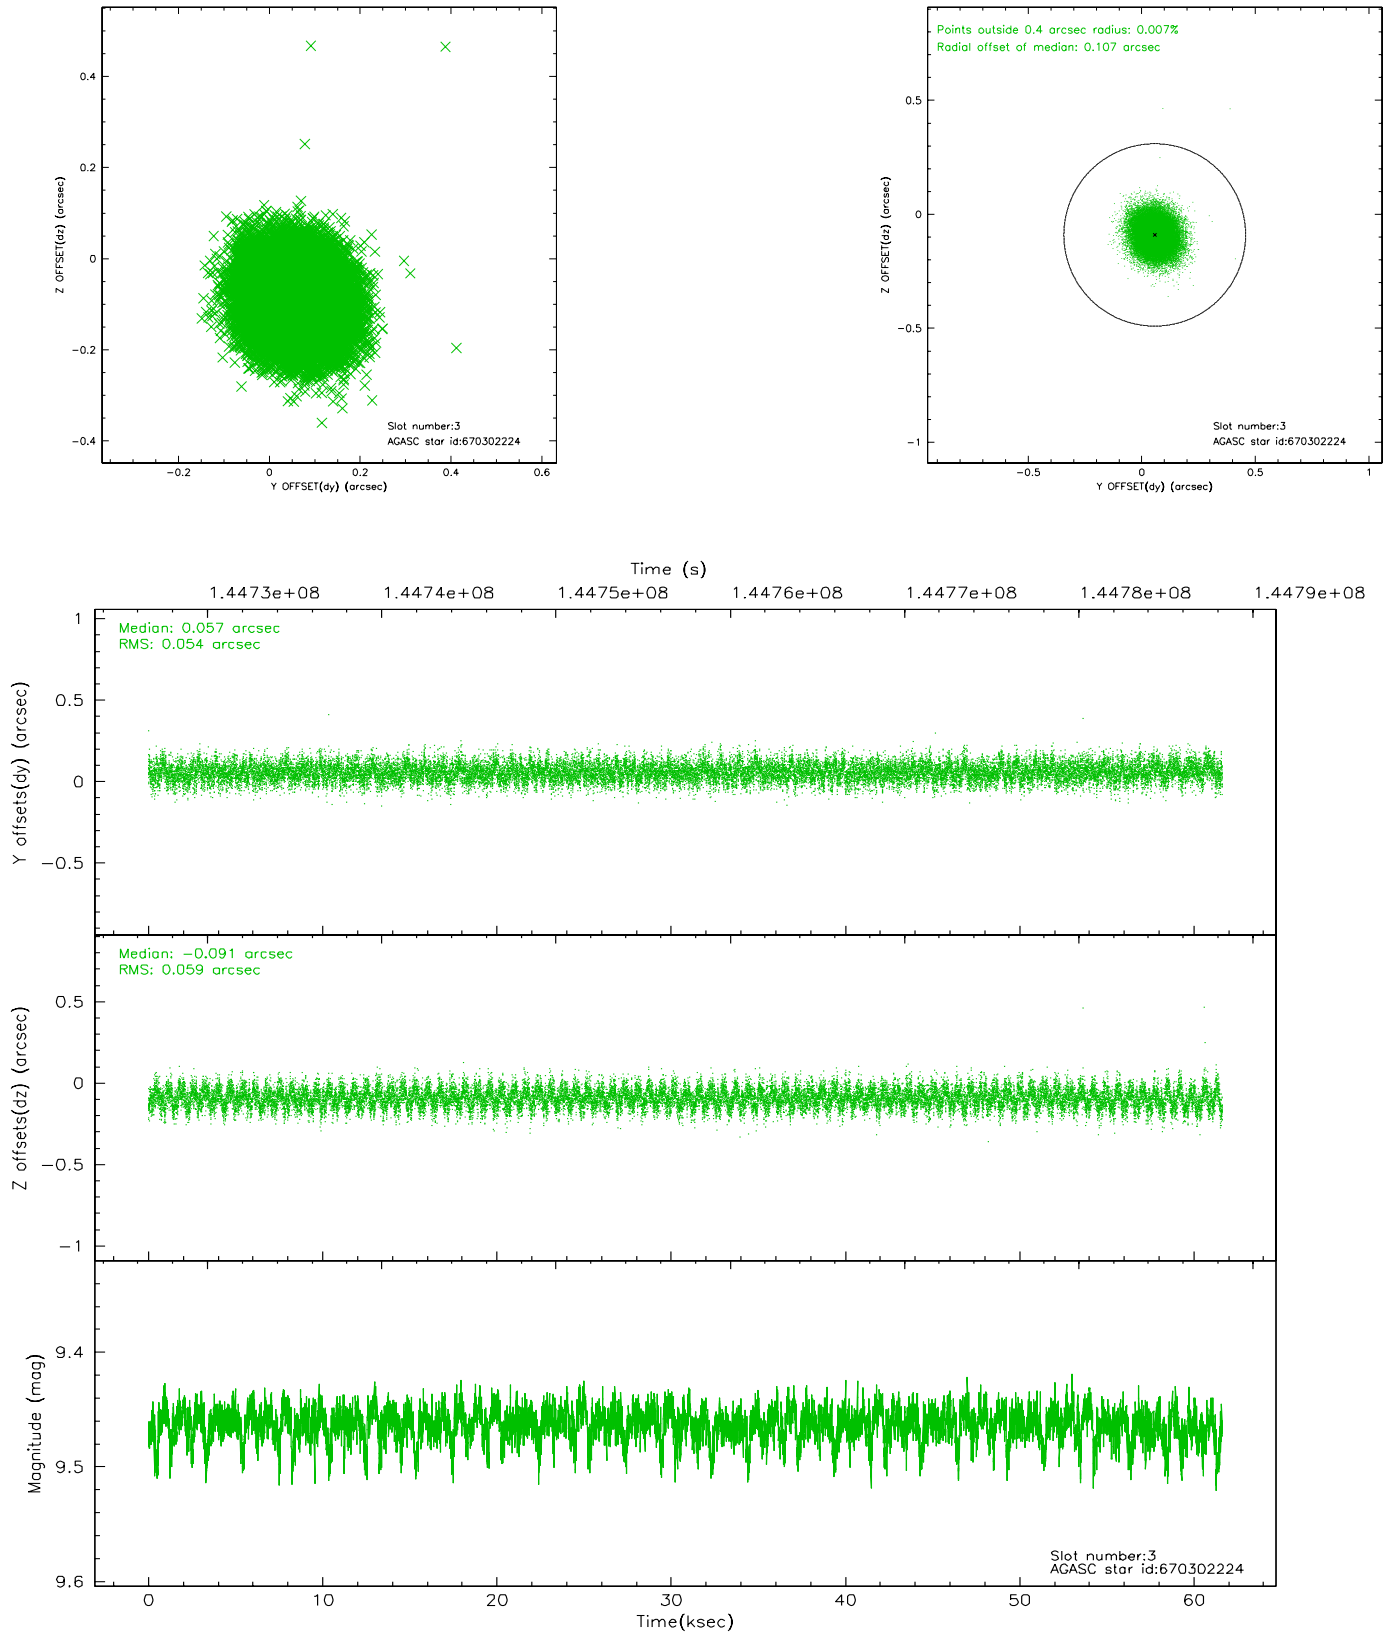 0.4
0.2
0
−0.2
−0.4
Z OFFSET(dz) (arcsec)
Slot number:3
AGASC star id:670302224
−0.2
0
0.2
0.4
0.6
Y OFFSET(dy) (arcsec)
Points outside 0.4 arcsec radius: 0.007%
Radial offset of median: 0.107 arcsec
0.5
0
−0.5
−1
Z OFFSET(dz) (arcsec)
Slot number:3
AGASC star id:670302224
−0.5
0
0.5
1
Y OFFSET(dy) (arcsec)
Time (s)
1.4473e+08
1.4474e+08
1.4475e+08
1.4476e+08
1.4477e+08
1.4478e+08
1.4479e+08
Median: 0.057 arcsec
RMS: 0.054 arcsec
1
0.5
0
−0.5
Y offsets(dy) (arcsec)
Median: −0.091 arcsec
RMS: 0.059 arcsec
0.5
0
−0.5
−1
Z offsets(dz) (arcsec)
9.4
9.5
9.6
Magnitude (mag)
Slot number:3
AGASC star id:670302224
0
10
20
30
40
50
60
Time(ksec)